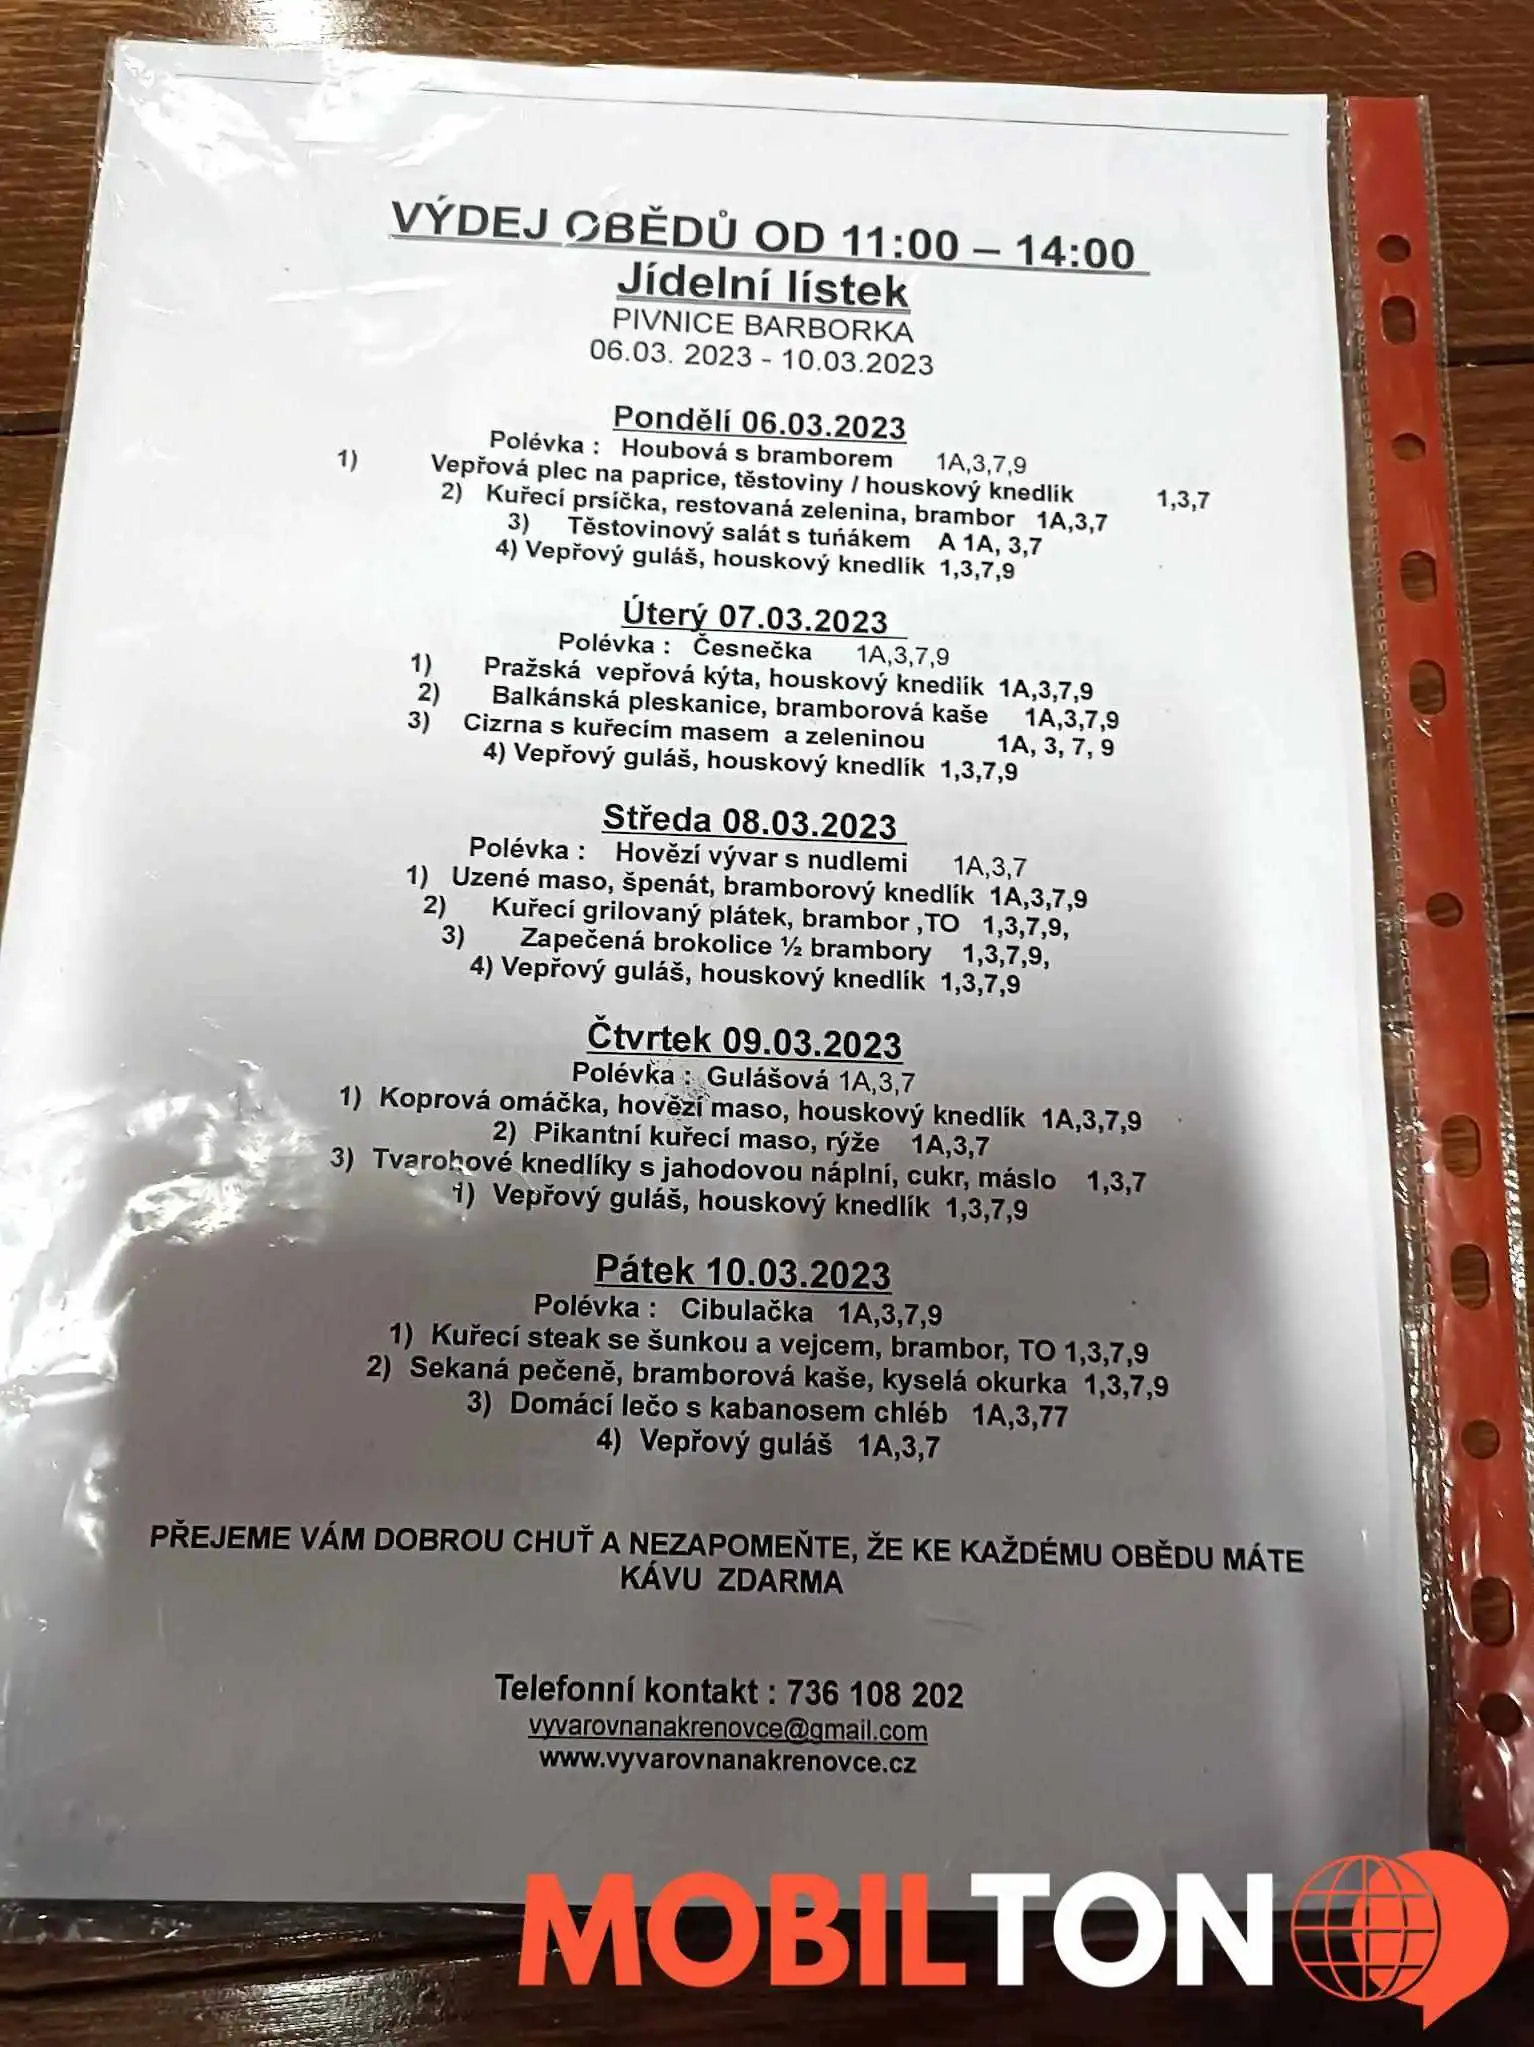 VÝDEJ OBĚDŮ OD 11:00 – 14:00
Jídelní lístek
PIVNICE BARBORKA
06.03. 2023 - 10.03.2023
Pondělí 06.03.2023
Polévka : Houbová s bramborem 1A,3,7,9
1) Vepřová plec na paprice, těstoviny / houskový knedlík 1,3,7
2) Kuřecí prsíčka, restovaná zelenina, brambor 1A,3,7
3) Těstovinový salát s tuňákem A 1A, 3,7
4) Vepřový guláš, houskový knedlík 1,3,7,9
Úterý 07.03.2023
Polévka : Česnečka 1A,3,7,9
1) Pražská vepřová kýta, houskový knedlík 1A,3,7,9
2) Balkánská pleskanice, bramborová kaše 1A,3,7,9
3) Cizrna s kuřecím masem a zeleninou 1A, 3, 7, 9
4) Vepřový guláš, houskový knedlík 1,3,7,9
Středa 08.03.2023
Polévka : Hovězí vývar s nudlemi 1A,3,7
1) Uzené maso, špenát, bramborový knedlík 1A,3,7,9
2) Kuřecí grilovaný plátek, brambor ,TO 1,3,7,9,
3) Zapečená brokolice ½ brambory 1,3,7,9,
4) Vepřový guláš, houskový knedlík 1,3,7,9
Čtvrtek 09.03.2023
Polévka : Gulášová 1A,3,7
1) Koprová omáčka, hovězí maso, houskový knedlík 1A,3,7,9
2) Pikantní kuřecí maso, rýže 1A,3,7
3) Tvarohové knedlíky s jahodovou náplní, cukr, máslo 1,3,7
1) Vepřový guláš, houskový knedlík 1,3,7,9
Pátek 10.03.2023
Polévka : Cibulačka 1A,3,7,9
1) Kuřecí steak se šunkou a vejcem, brambor, TO 1,3,7,9
2) Sekaná pečeně, bramborová kaše, kyselá okurka 1,3,7,9
3) Domácí lečo s kabanosem chléb 1A,3,77
4) Vepřový guláš 1A,3,7
PŘEJEME VÁM DOBROU CHUŤ A NEZAPOMEŇTE, ŽE KE KAŽDÉMU OBĚDU MÁTE
KÁVU ZDARMA
Telefonní kontakt : 736 108 202
vyvarovnanakrenovce@gmail.com
www.vyvarovnanakrenovce.cz
MOBILTON